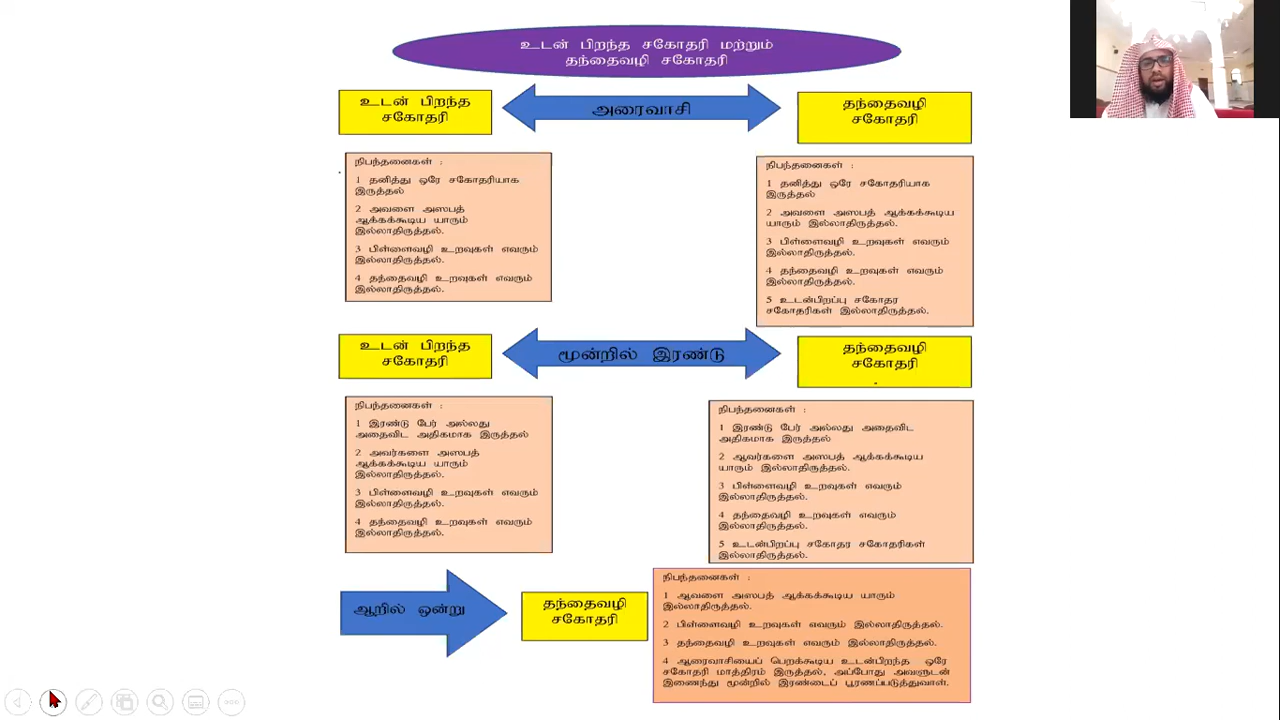 உடன் பிறந்த சகோதரி மற்றும்
தந்தைவழி சகோதரி
உடன் பிறந்த
சகோதரி
அரைவாசி
தந்தைவழி
சகோதரி
நிபந்தனைகள் :
1 தனித்து ஒரே சகோதரியாக
இருத்தல்
2 அவளை அஸபத்
ஆக்கக்கூடிய யாரும்
இல்லாதிருத்தல்.
3 பிள்ளைவழி உறவுகள் எவரும்
இல்லாதிருத்தல்.
4 தந்தைவழி உறவுகள் எவரும்
இல்லாதிருத்தல்.
நிபந்தனைகள் :
1 தனித்து ஒரே சகோதரியாக
இருத்தல்
2 அவளை அஸபத் ஆக்கக்கூடிய
யாரும் இல்லாதிருத்தல்.
3 பிள்ளைவழி உறவுகள் எவரும்
இல்லாதிருத்தல்.
4 தந்தைவழி உறவுகள் எவரும்
இல்லாதிருத்தல்.
5 உடன்பிறப்பு சகோதர
சகோதரிகள் இல்லாதிருத்தல்.
உடன் பிறந்த
சகோதரி
மூன்றில் இரண்டு
தந்தைவழி
சகோதரி
நிபந்தனைகள் :
1 இரண்டு பேர் அல்லது
அதைவிட அதிகமாக இருத்தல்
2 அவர்களை அஸபத்
ஆக்கக்கூடிய யாரும்
இல்லாதிருத்தல்.
3 பிள்ளைவழி உறவுகள் எவரும்
இல்லாதிருத்தல்.
4 தந்தைவழி உறவுகள் எவரும்
இல்லாதிருத்தல்.
நிபந்தனைகள் :
1 இரண்டு பேர் அல்லது அதைவிட
அதிகமாக இருத்தல்
2 ஆவர்களை அஸபத் ஆக்கக்கூடிய
யாரும் இல்லாதிருத்தல்.
3 பிள்ளைவழி உறவுகள் எவரும்
இல்லாதிருத்தல்.
4 தந்தைவழி உறவுகள் எவரும்
இல்லாதிருத்தல்.
5 உடன்பிறப்பு சகோதர சகோதரிகள்
இல்லாதிருத்தல்.
ஆறில் ஒன்று
தந்தைவழி
சகோதரி
நிபந்தனைகள் :
1 ஆவளை அஸபத் ஆக்கக்கூடிய யாரும்
இல்லாதிருத்தல்.
2 பிள்ளைவழி உறவுகள் எவரும் இல்லாதிருத்தல்.
3 தந்தைவழி உறவுகள் எவரும் இல்லாதிருத்தல்.
4 ஆரைவாசியைப் பெறக்கூடிய உடன்பிறந்த ஒரே
சகோதரி மாத்திரம் இருத்தல், அப்போது அவளுடன்
இணைந்து மூன்றில் இரண்டைப் பூரணப்படுத்துவாள்.